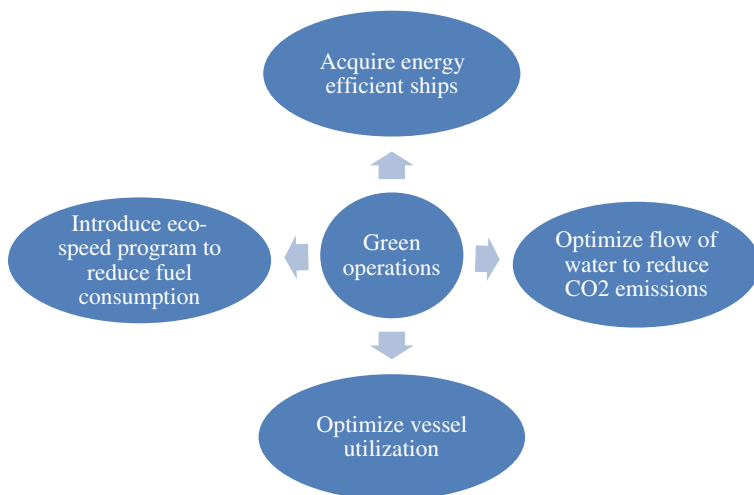 Acquire energy
efficient ships
Introduce eco-
speed program to
reduce fuel
consumption
Green
operations
Optimize flow of
water to reduce
CO2 emissions
Optimize vessel
utilization